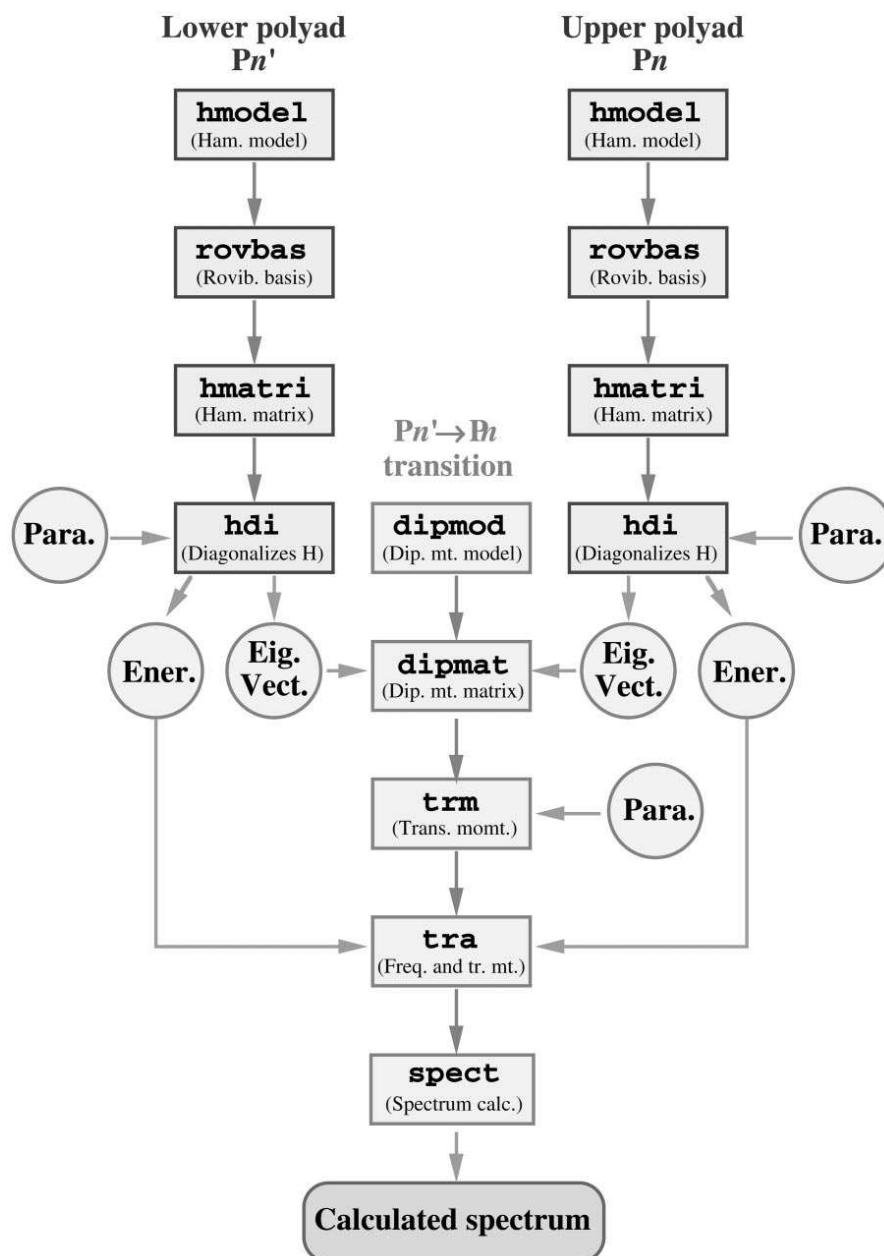 Lower polyad
Pn'
Upper polyad
Pn
hmodel
(Ham. model)
hmodel
(Ham. model)
rovbas
(Rovib. basis)
rovbas
(Rovib. basis)
hmatri
(Ham. matrix)
hmatri
(Ham. matrix)
Pn'→Pn
transition
Para.
hdi
(Diagonalizes H)
dipmod
(Dip. mt. model)
hdi
(Diagonalizes H)
Para.
Ener.
Eig.
Vect.
dipmat
(Dip. mt. matrix)
Eig.
Vect.
Ener.
trm
(Trans. momt.)
Para.
tra
(Freq. and tr. mt.)
spect
(Spectrum calc.)
Calculated spectrum